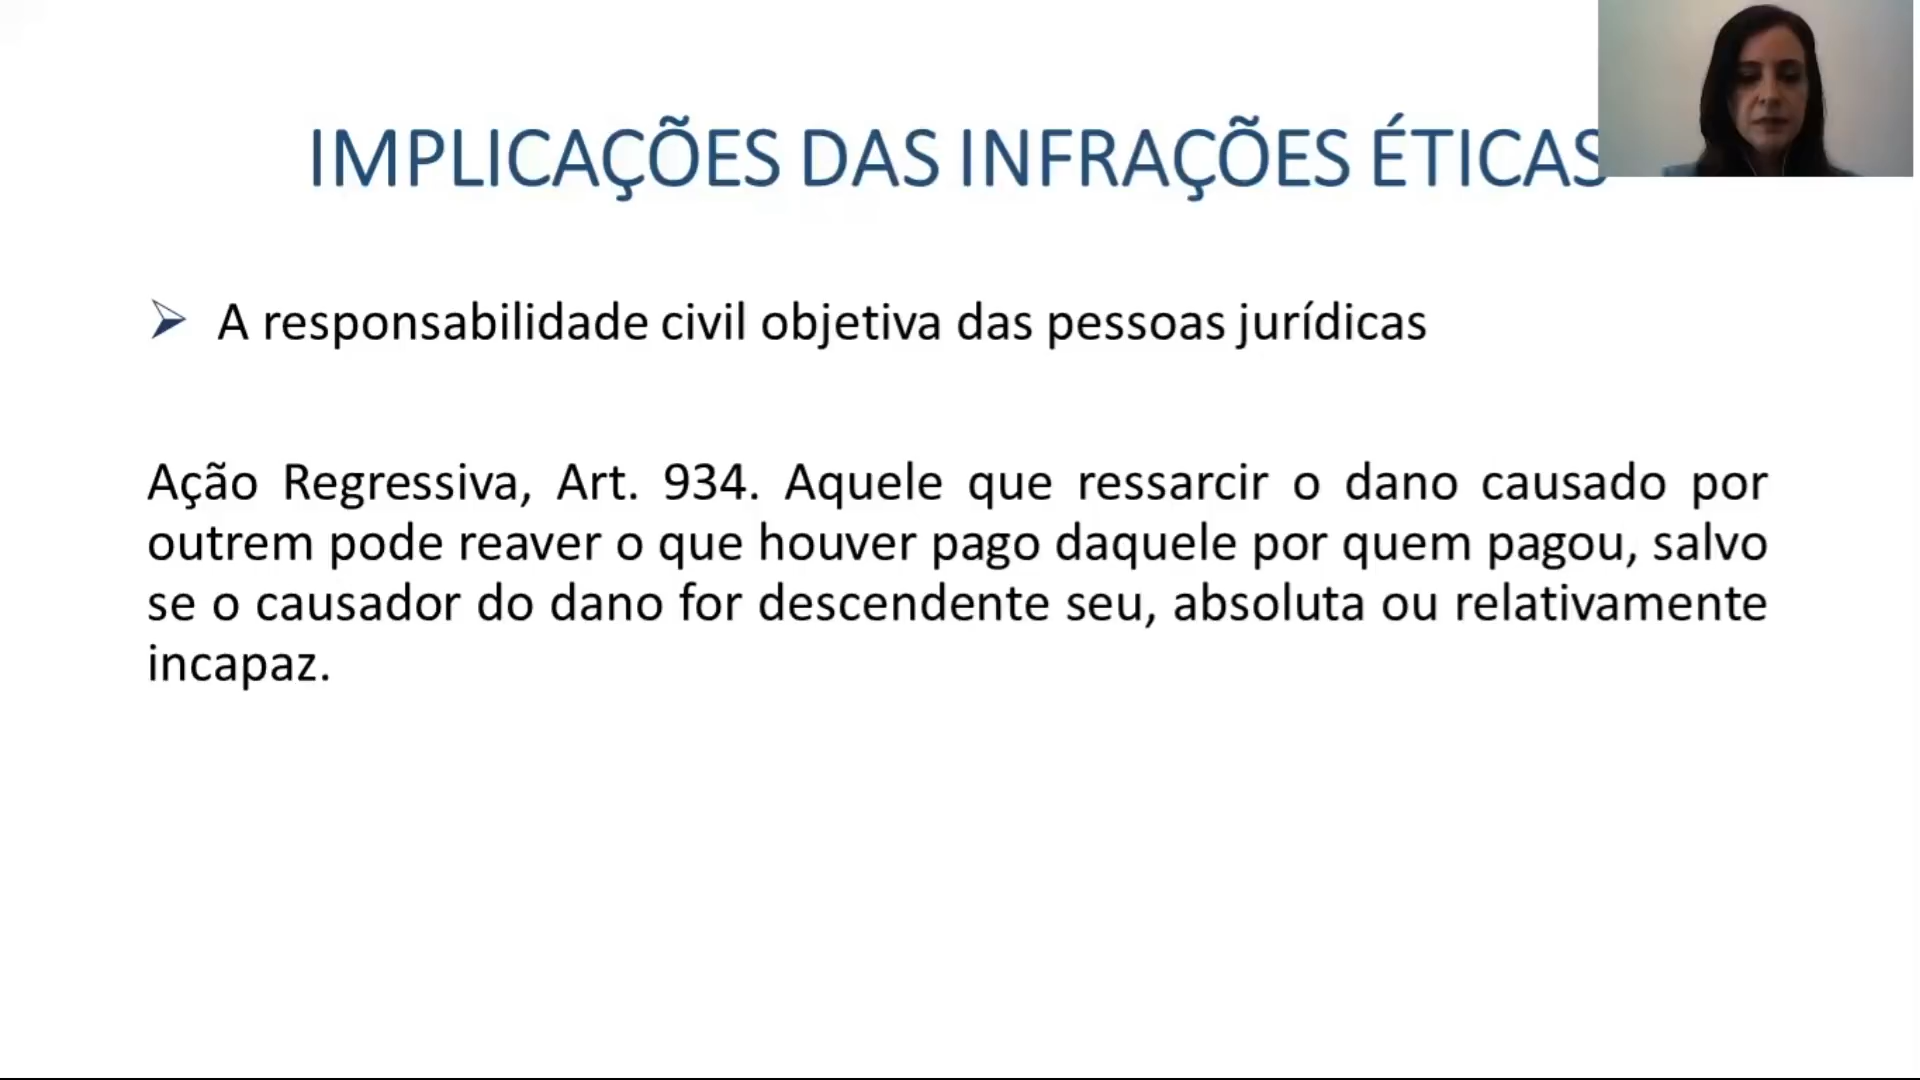 IMPLICAÇÕES DAS INFRAÇÕES ÉTICAS
A responsabilidade civil objetiva das pessoas jurídicas
Ação Regressiva, Art. 934. Aquele que ressarcir o dano causado por
outrem pode reaver o que houver pago daquele por quem pagou, salvo
se o causador do dano for descendente seu, absoluta ou relativamente
incapaz.